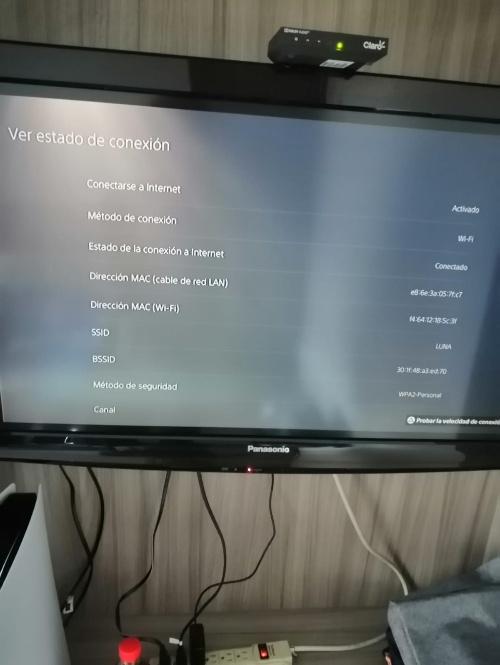 Claro
Ver estado de conexión
Conectarse a Internet
Activado
Método de conexión
Wi-Fi
Estado de la conexión a Internet
Conectado
Dirección MAC (cable de red LAN)
e8:6e:3a:05:7f:c7
Dirección MAC (Wi-Fi)
f4:64:12:18:5c:3f
SSID
LUNA
BSSID
30:1f:48:a3:ed:70
Método de seguridad
WPA2-Personal
Canal
Probar la velocidad de conexi
Panasonic